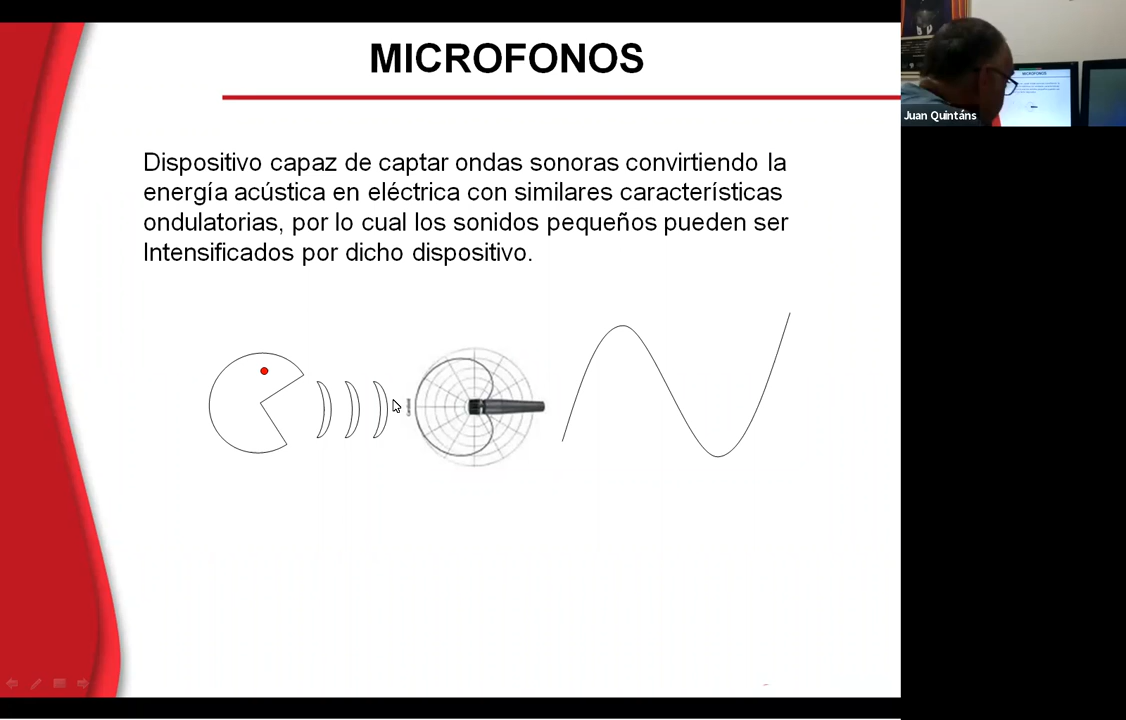 MICROFONOS
Dispositivo capaz de captar ondas sonoras convirtiendo la
energía acústica en eléctrica con similares características
ondulatorias, por lo cual los sonidos pequeños pueden ser
Intensificados por dicho dispositivo.
Juan Quintáns
MICROFONOS